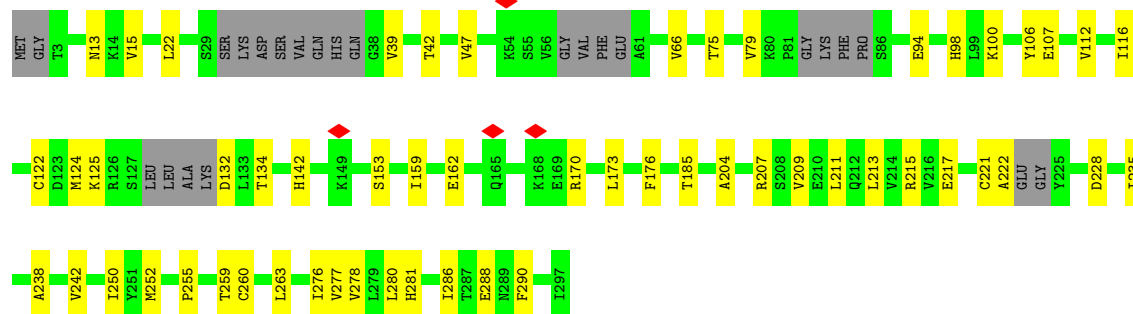 MET GLY T3 N13 K14 V15 L22 S29 SER LYS ASP SER VAL GLN HIS GLN G38 V39 T42 V47 K54 S55 V56 GLY VAL PHE GLU A61 V66 T75 V79 K80 P81 GLY LYS PHE PRO S86 E94 H98 L99 K100 Y106 E107 V112 I116
C122 D123 M124 K125 R126 S127 LEU LEU ALA LYS D132 L133 T134 H142 K149 S153 I159 E162 Q165 K168 E169 R170 L173 F176 T185 A204 R207 S208 V209 E210 L211 Q212 L213 V214 R215 V216 E217 C221 A222 GLU GLY Y225 D228
A238 V242 I250 Y251 M252 P255 T259 C260 L263 I276 V277 V278 L279 L280 H281 I286 T287 E288 N289 F290 I297